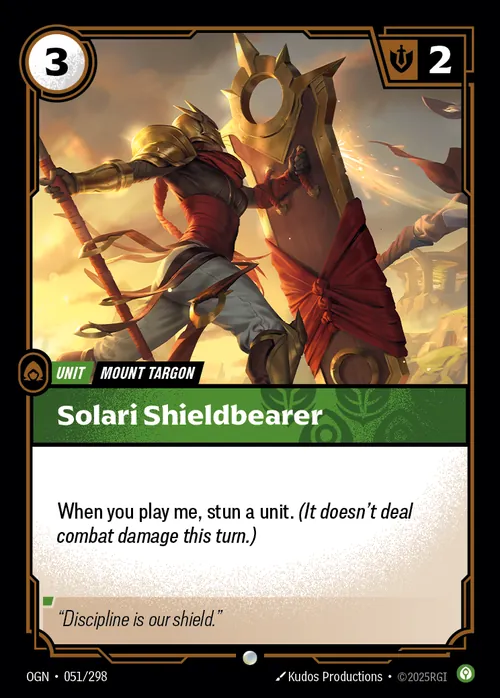 3
2
UNIT MOUNT TARGON
Solari Shieldbearer
When you play me, stun a unit. (It doesn’t deal
combat damage this turn.)
“Discipline is our shield.”
OGN • 051/298 Kudos Productions • ©2025RGI